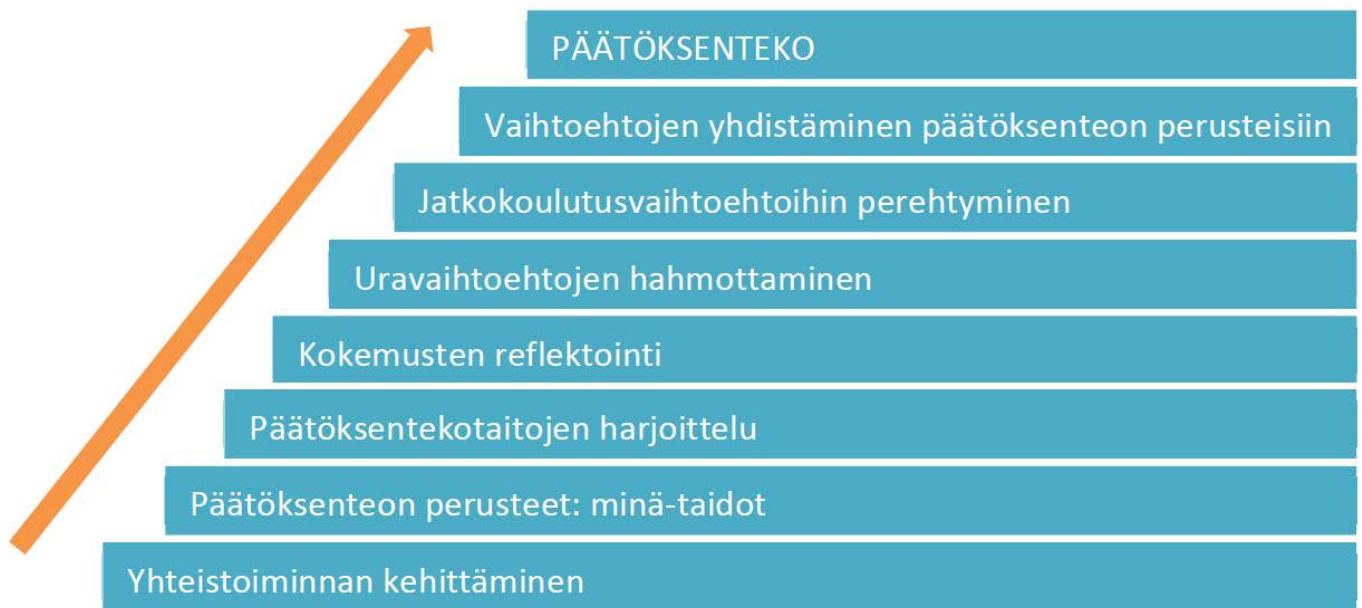 PÄÄTÖKSENTEKO
Vaihtoehtojen yhdistäminen päätöksenteon perusteisiin
Jatkokoulutusvaihtoehtoihin perehtyminen
Uravaihtoehtojen hahmottaminen
Kokemusten reflektointi
Päätöksentekotaitojen harjoittelu
Päätöksenteon perusteet: minä-taidot
Yhteistoiminnan kehittäminen